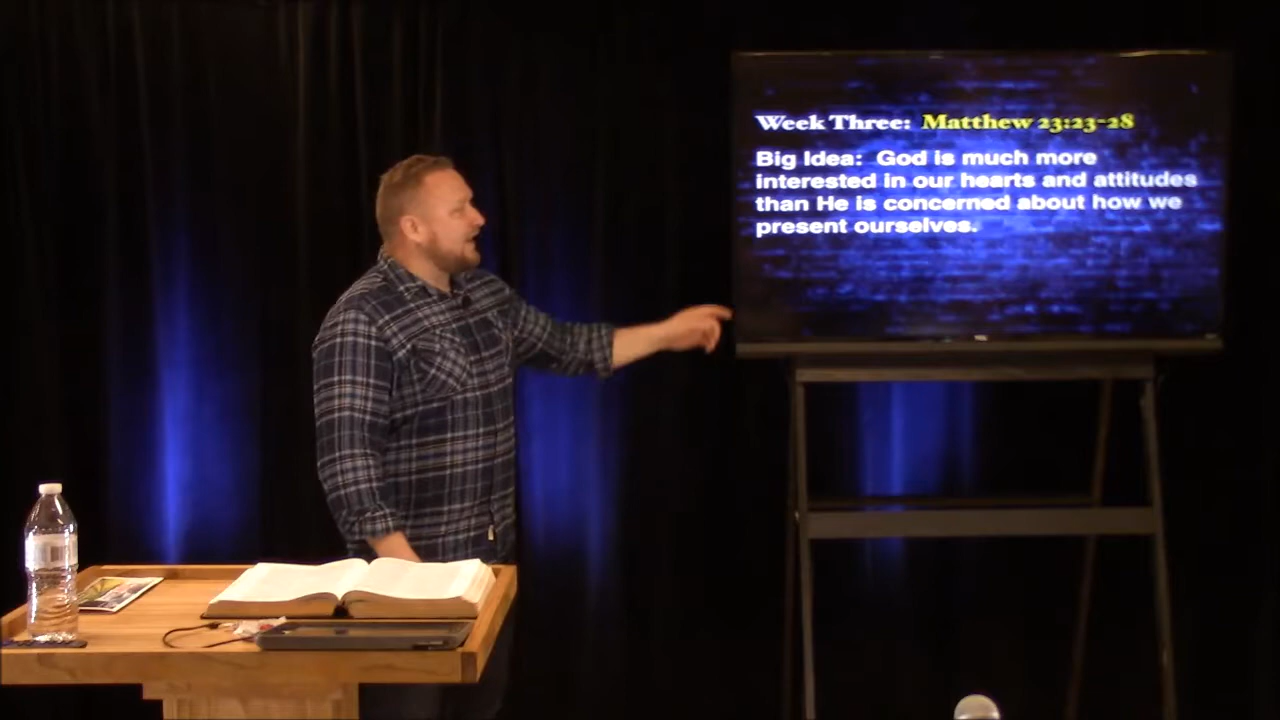 Week Three: Matthew 23:23-28
Big Idea: God is much more
interested in our hearts and attitudes
than He is concerned about how we
present ourselves.